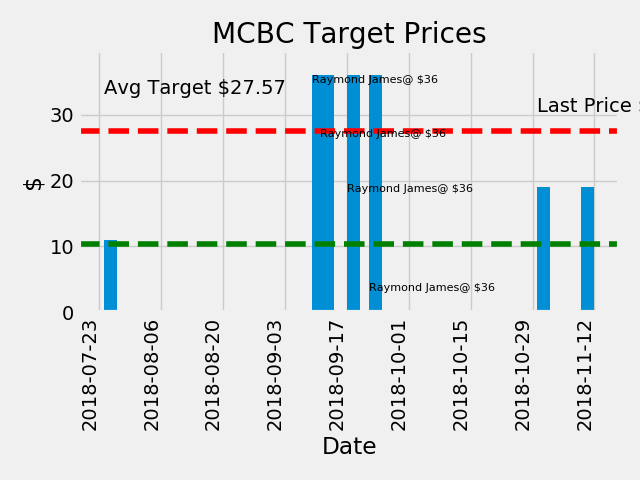 MCBC Target Prices
Avg Target $27.57
Last Price
Raymond James@ $36
Raymond James@ $36
Raymond James@ $36
Raymond James@ $36
$
30
20
10
0
2018-07-23
2018-08-06
2018-08-20
2018-09-03
2018-09-17
2018-10-01
2018-10-15
2018-10-29
2018-11-12
Date